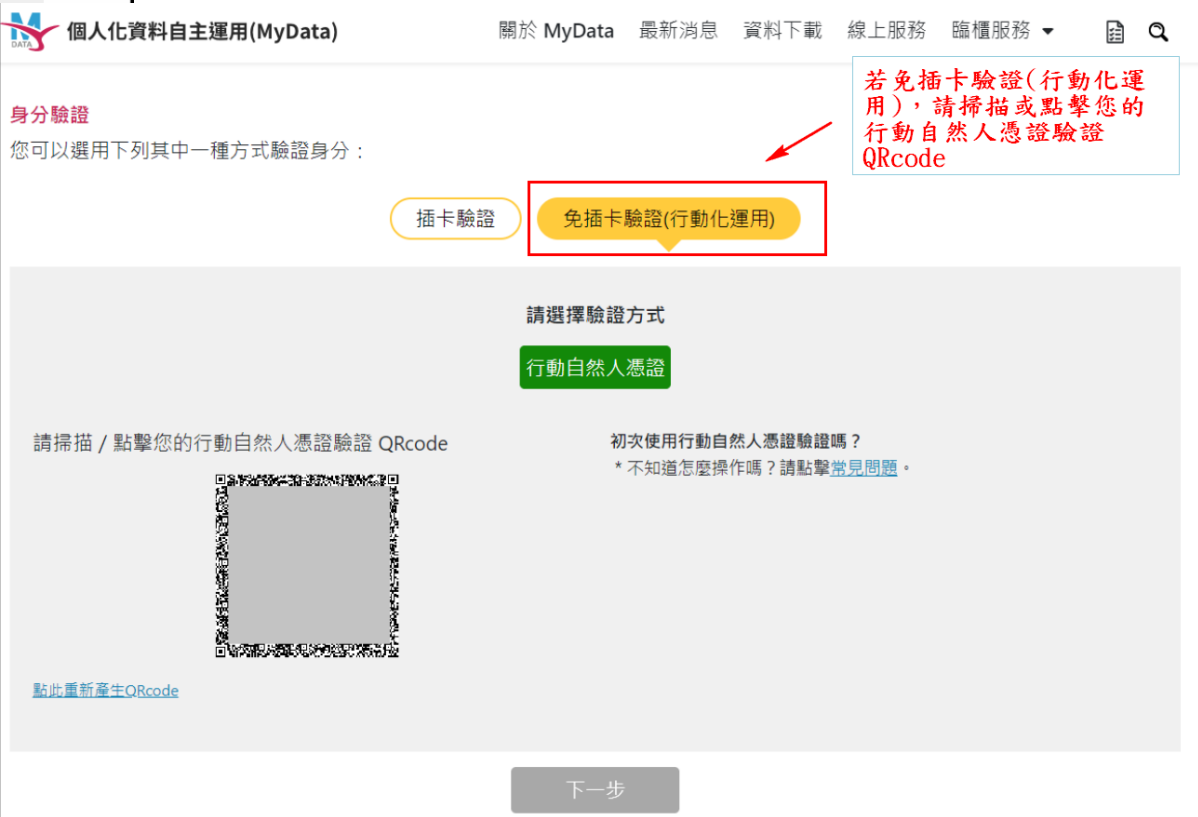 DATA
個人化資料自主運用(MyData)
關於 MyData 最新消息 資料下載 線上服務 臨櫃服務
若免插卡驗證(行動化運
用)，請掃描或點擊您的
行動自然人憑證驗證
QRcode
身分驗證
您可以選用下列其中一種方式驗證身分：
插卡驗證 免插卡驗證(行動化運用)
請選擇驗證方式
行動自然人憑證
請掃描 / 點擊您的行動自然人憑證驗證 QRcode
初次使用行動自然人憑證驗證嗎？
* 不知道怎麼操作嗎？請點擊常見問題。
點此重新產生QRcode
下一步